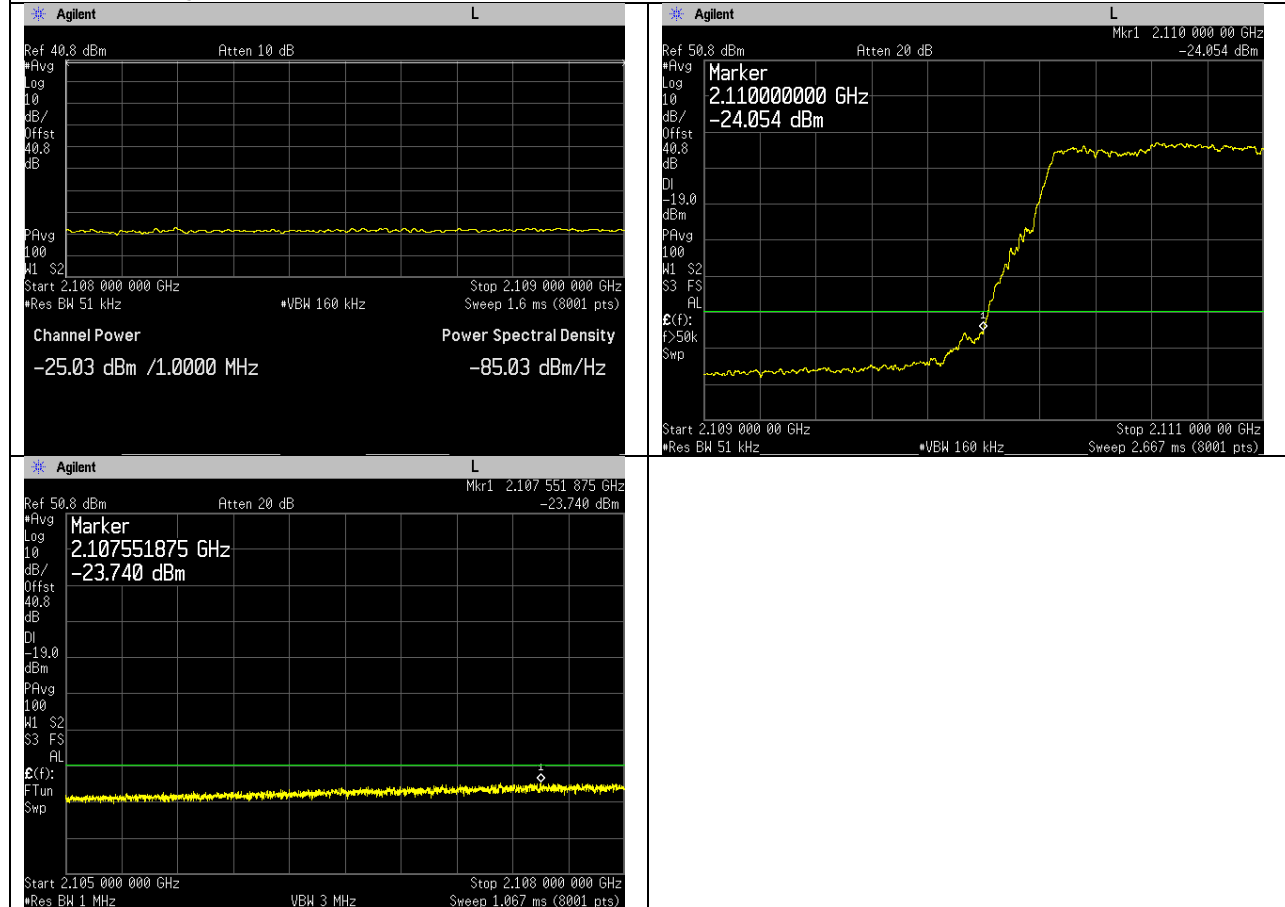 Agilent L
Ref 40.8 dBm Atten 10 dB
#Avg
Log
10
dB/
Offst
40.8
dB
PAvg
100
W1 S2
Start 2.108 000 000 GHz Stop 2.109 000 000 GHz
#Res BW 51 kHz #VBW 160 kHz Sweep 1.6 ms (8001 pts)
Channel Power Power Spectral Density
-25.03 dBm /1.0000 MHz -85.03 dBm/Hz
Agilent L
Mkr1 2.110 000 00 GHz
Ref 50.8 dBm Atten 20 dB -24.054 dBm
#Avg
Log
10
dB/
Offst
40.8
dB
DI
-19.0
dBm
PAvg
100
W1 S2
S3 FS
AL
£(f):
f>50k
Swp
Marker
2.110000000 GHz
-24.054 dBm
1
Start 2.109 000 00 GHz Stop 2.111 000 00 GHz
#Res BW 51 kHz #VBW 160 kHz Sweep 2.667 ms (8001 pts)
Agilent L
Mkr1 2.107 551 875 GHz
Ref 50.8 dBm Atten 20 dB -23.740 dBm
#Avg
Log
10
dB/
Offst
40.8
dB
DI
-19.0
dBm
PAvg
100
W1 S2
S3 FS
AL
£(f):
FTun
Swp
Marker
2.107551875 GHz
-23.740 dBm
1
Start 2.105 000 000 GHz Stop 2.108 000 000 GHz
#Res BW 1 MHz VBW 3 MHz Sweep 1.067 ms (8001 pts)